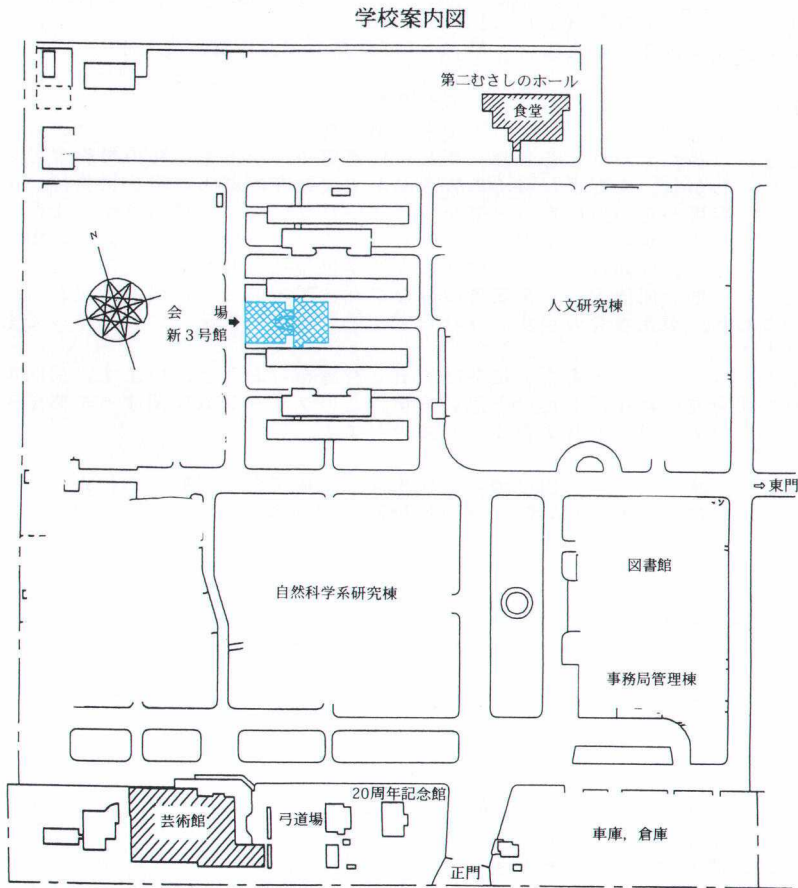 学校案内図
第二むさしのホール
食堂
N
会　場
新３号館
人文研究棟
⇨東門
図書館
自然科学系研究棟
事務局管理棟
20周年記念館
芸術館
弓道場
車庫，倉庫
正門